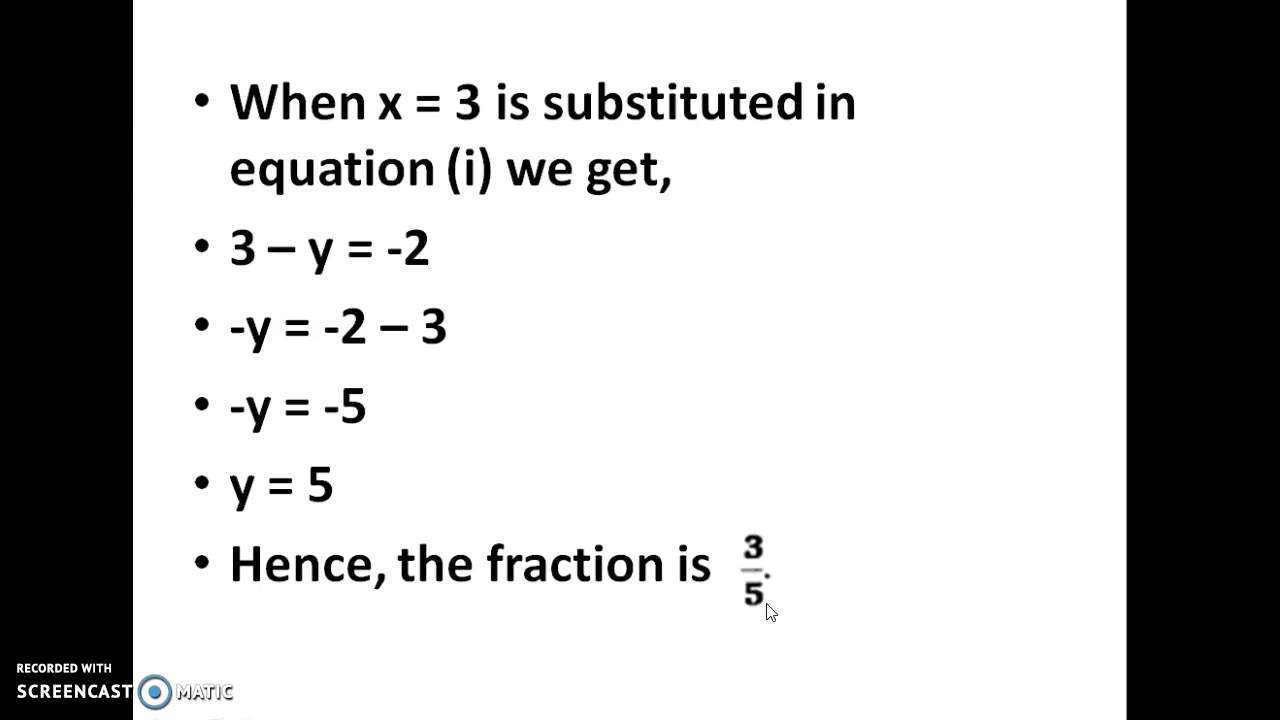 • When x = 3 is substituted in
equation (i) we get,
• 3 – y = -2
• -y = -2 – 3
• -y = -5
• y = 5
• Hence, the fraction is 3/5.
RECORDED WITH
SCREENCAST MATIC